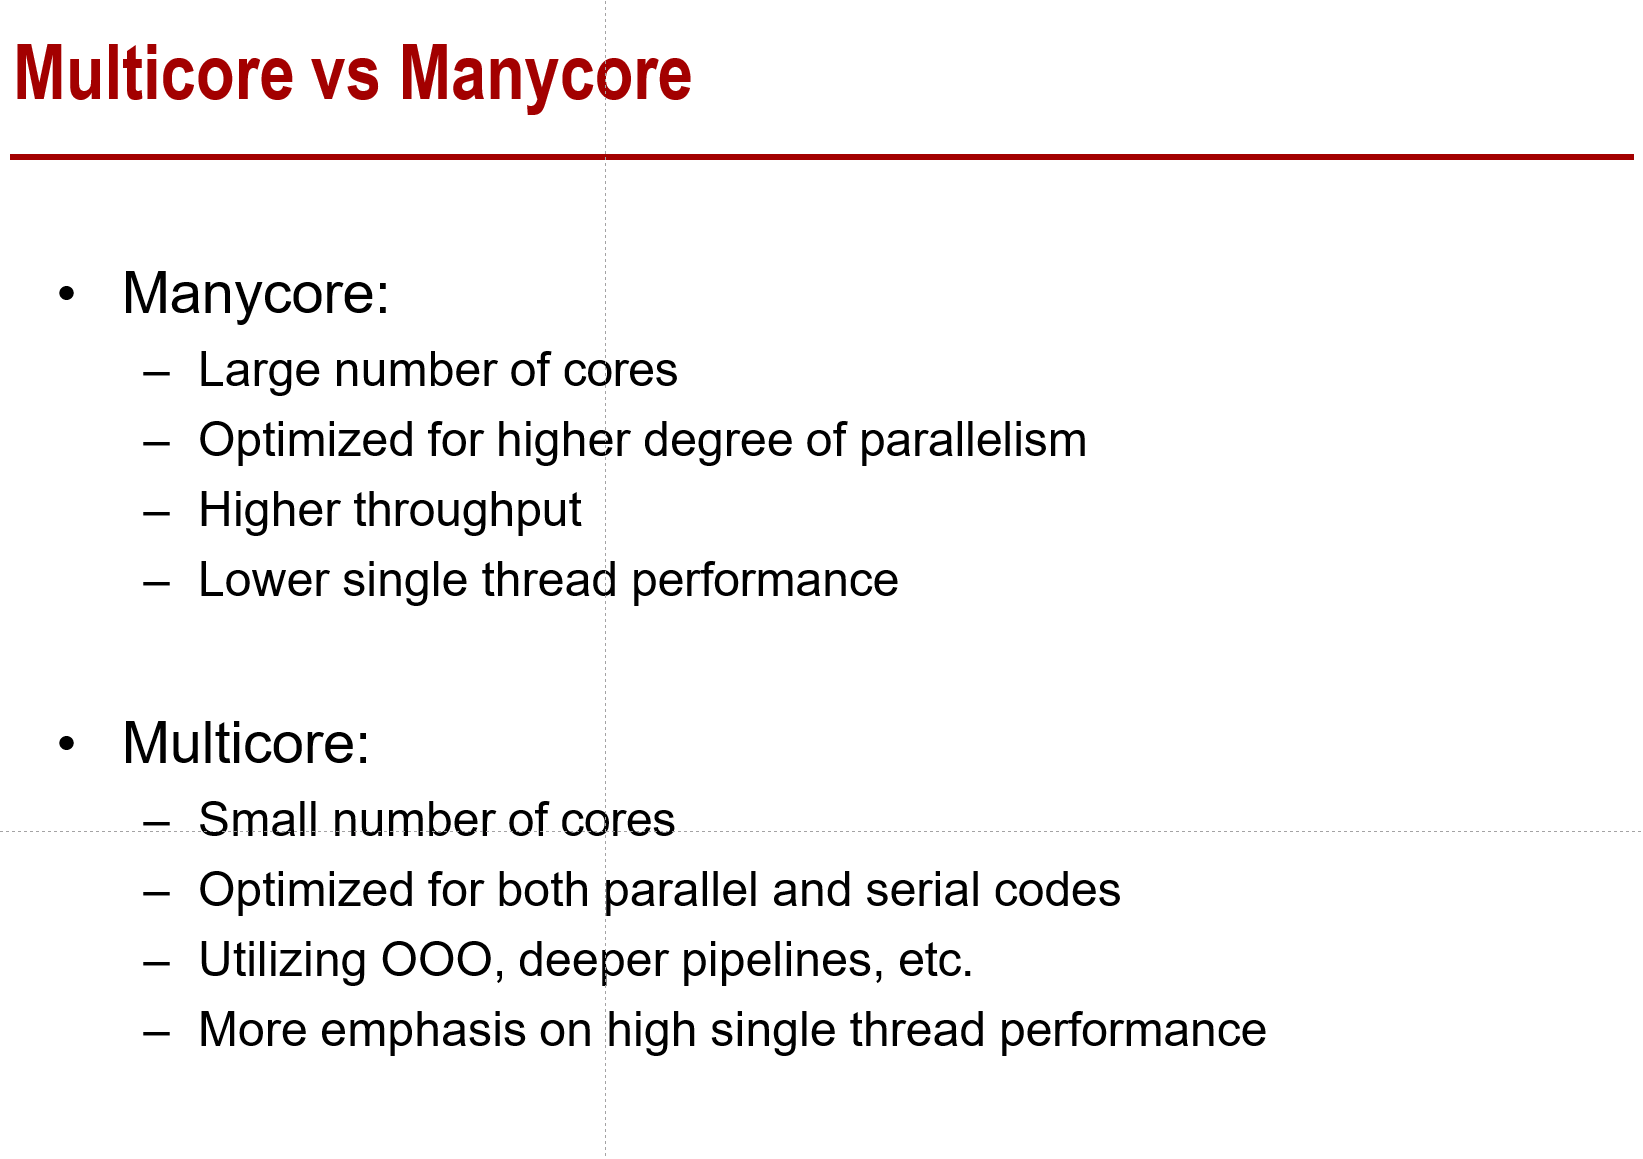 Multicore vs Manycore
• Manycore:
– Large number of cores
– Optimized for higher degree of parallelism
– Higher throughput
– Lower single thread performance
• Multicore:
– Small number of cores
– Optimized for both parallel and serial codes
– Utilizing OOO, deeper pipelines, etc.
– More emphasis on high single thread performance